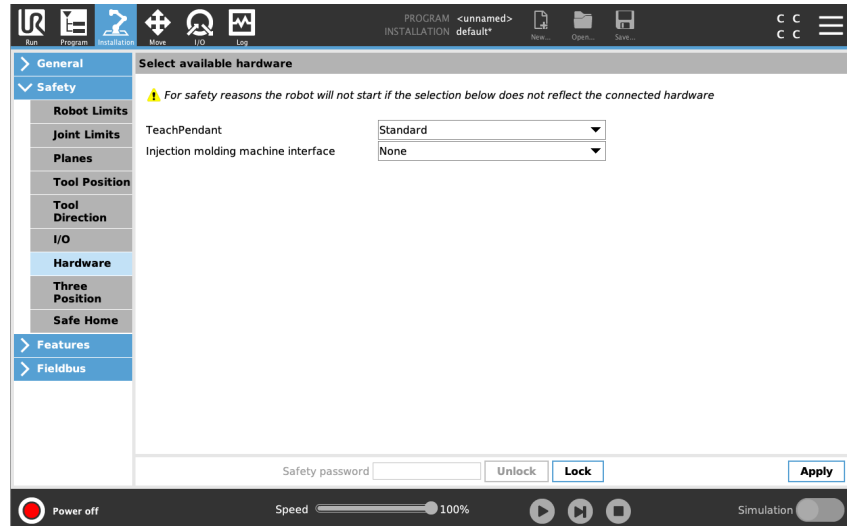 PROGRAM <unnamed>
INSTALLATION default*
Run Program Installation Move I/O Log New... Open... Save...
C C
C C
General
Safety
Robot Limits
Joint Limits
Planes
Tool Position
Tool
Direction
I/O
Hardware
Three
Position
Safe Home
Features
Fieldbus
Select available hardware
For safety reasons the robot will not start if the selection below does not reflect the connected hardware
TeachPendant Standard
Injection molding machine interface None
Safety password Unlock Lock Apply
Power off Speed 100% Simulation